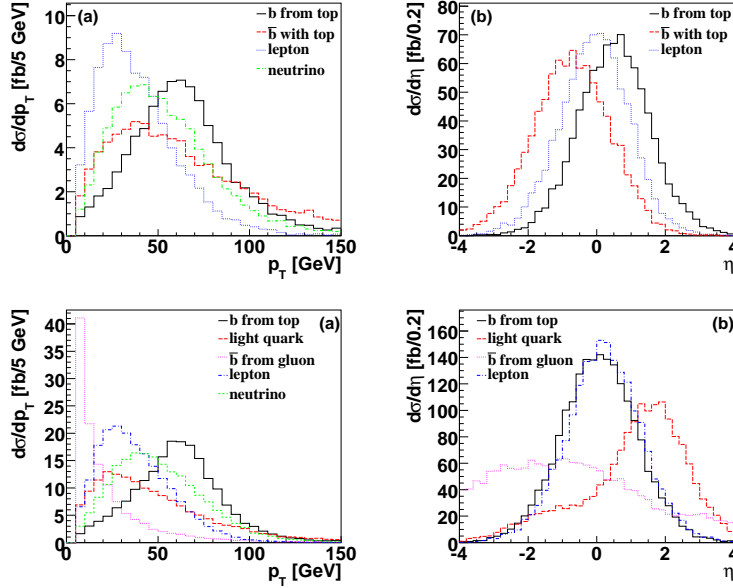 dσ/dp_T [fb/5 GeV]
10
8
6
4
2
0
0 50 100 150
p_T [GeV]
(a)
b from top
b̄ with top
lepton
neutrino
dσ/dη [fb/0.2]
80
70
60
50
40
30
20
10
0
-4 -2 0 2 4
η
(b)
b from top
b̄ with top
lepton
dσ/dp_T [fb/5 GeV]
40
35
30
25
20
15
10
5
0
0 50 100 150
p_T [GeV]
(a)
b from top
light quark
b̄ from gluon
lepton
neutrino
dσ/dη [fb/0.2]
160
140
120
100
80
60
40
20
0
-4 -2 0 2 4
η
(b)
b from top
light quark
b̄ from gluon
lepton